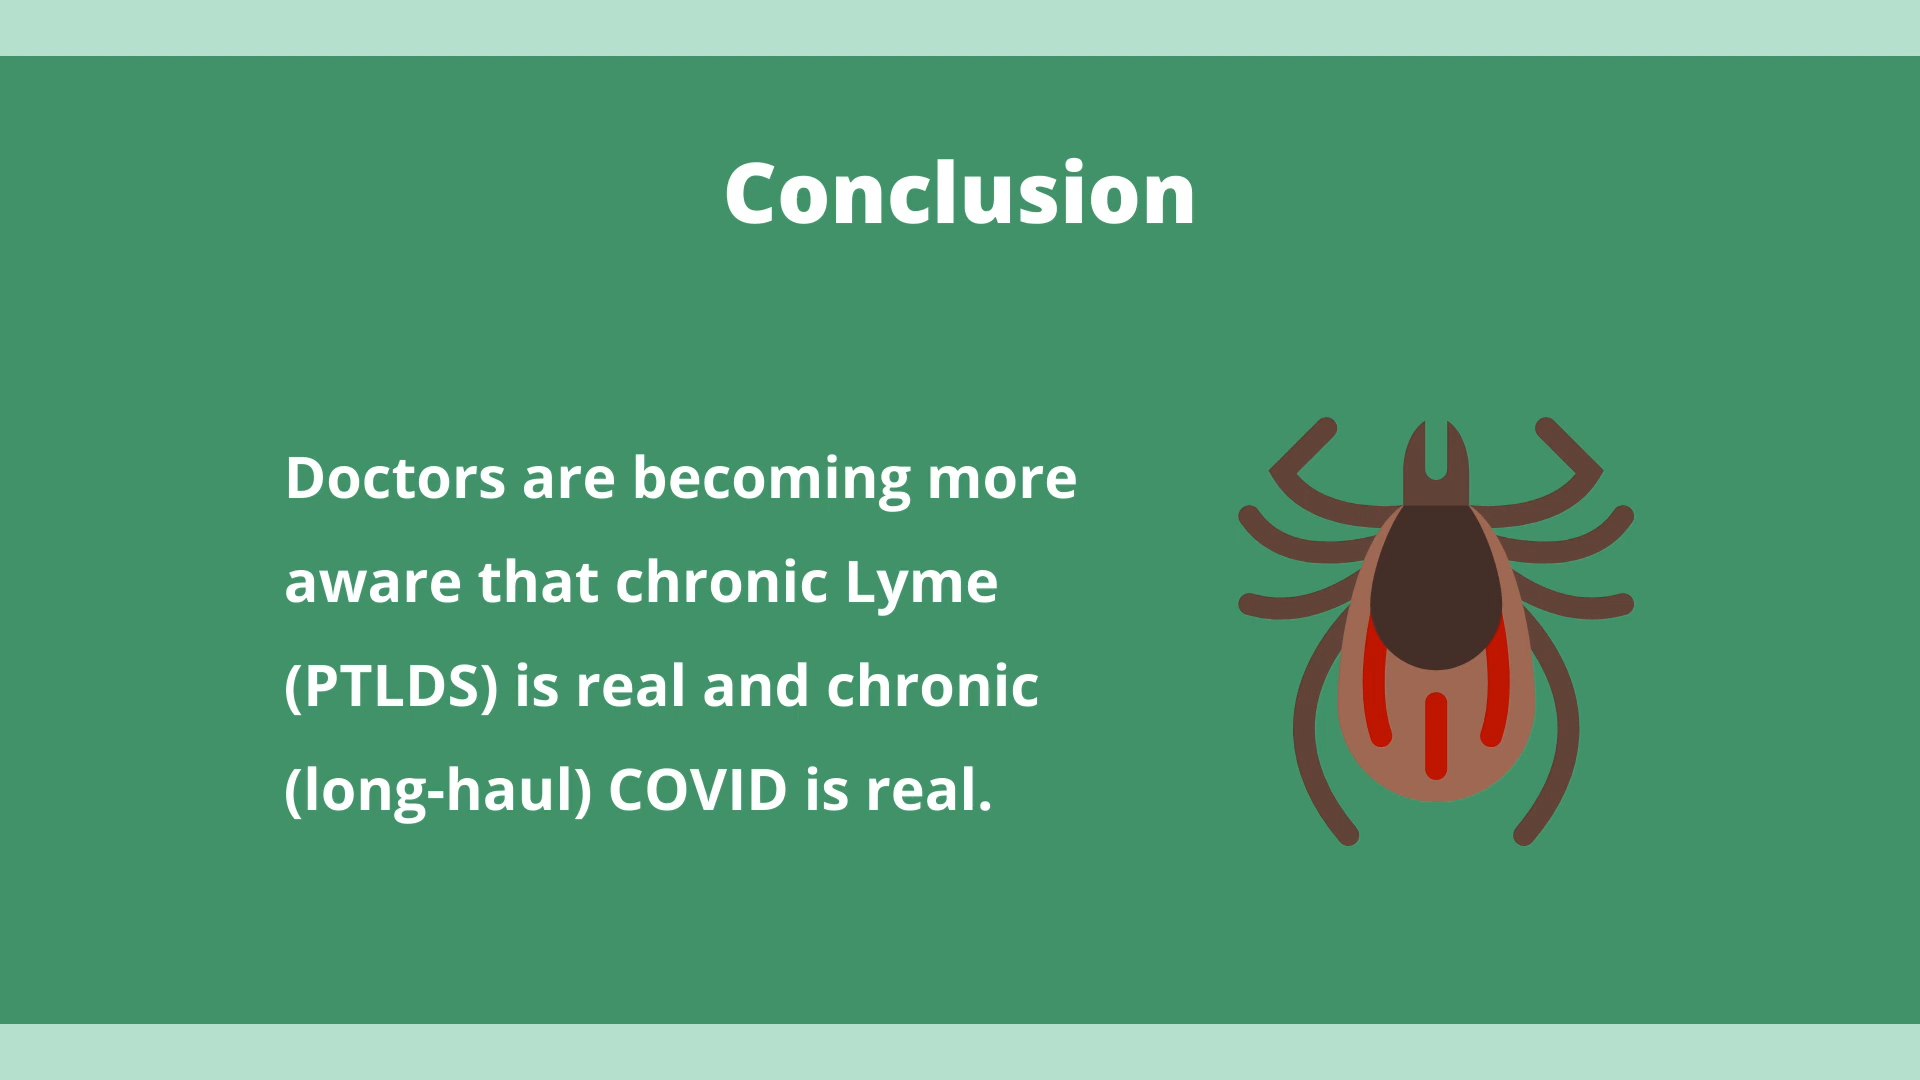 Conclusion
Doctors are becoming more
aware that chronic Lyme
(PTLDS) is real and chronic
(long-haul) COVID is real.